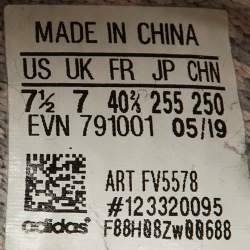 MADE IN CHINA
US UK FR JP CHN
7½ 7 40⅔ 255 250
EVN 791001 05/19
ART FV5578
#123320095
adidas F88H08Zw00688